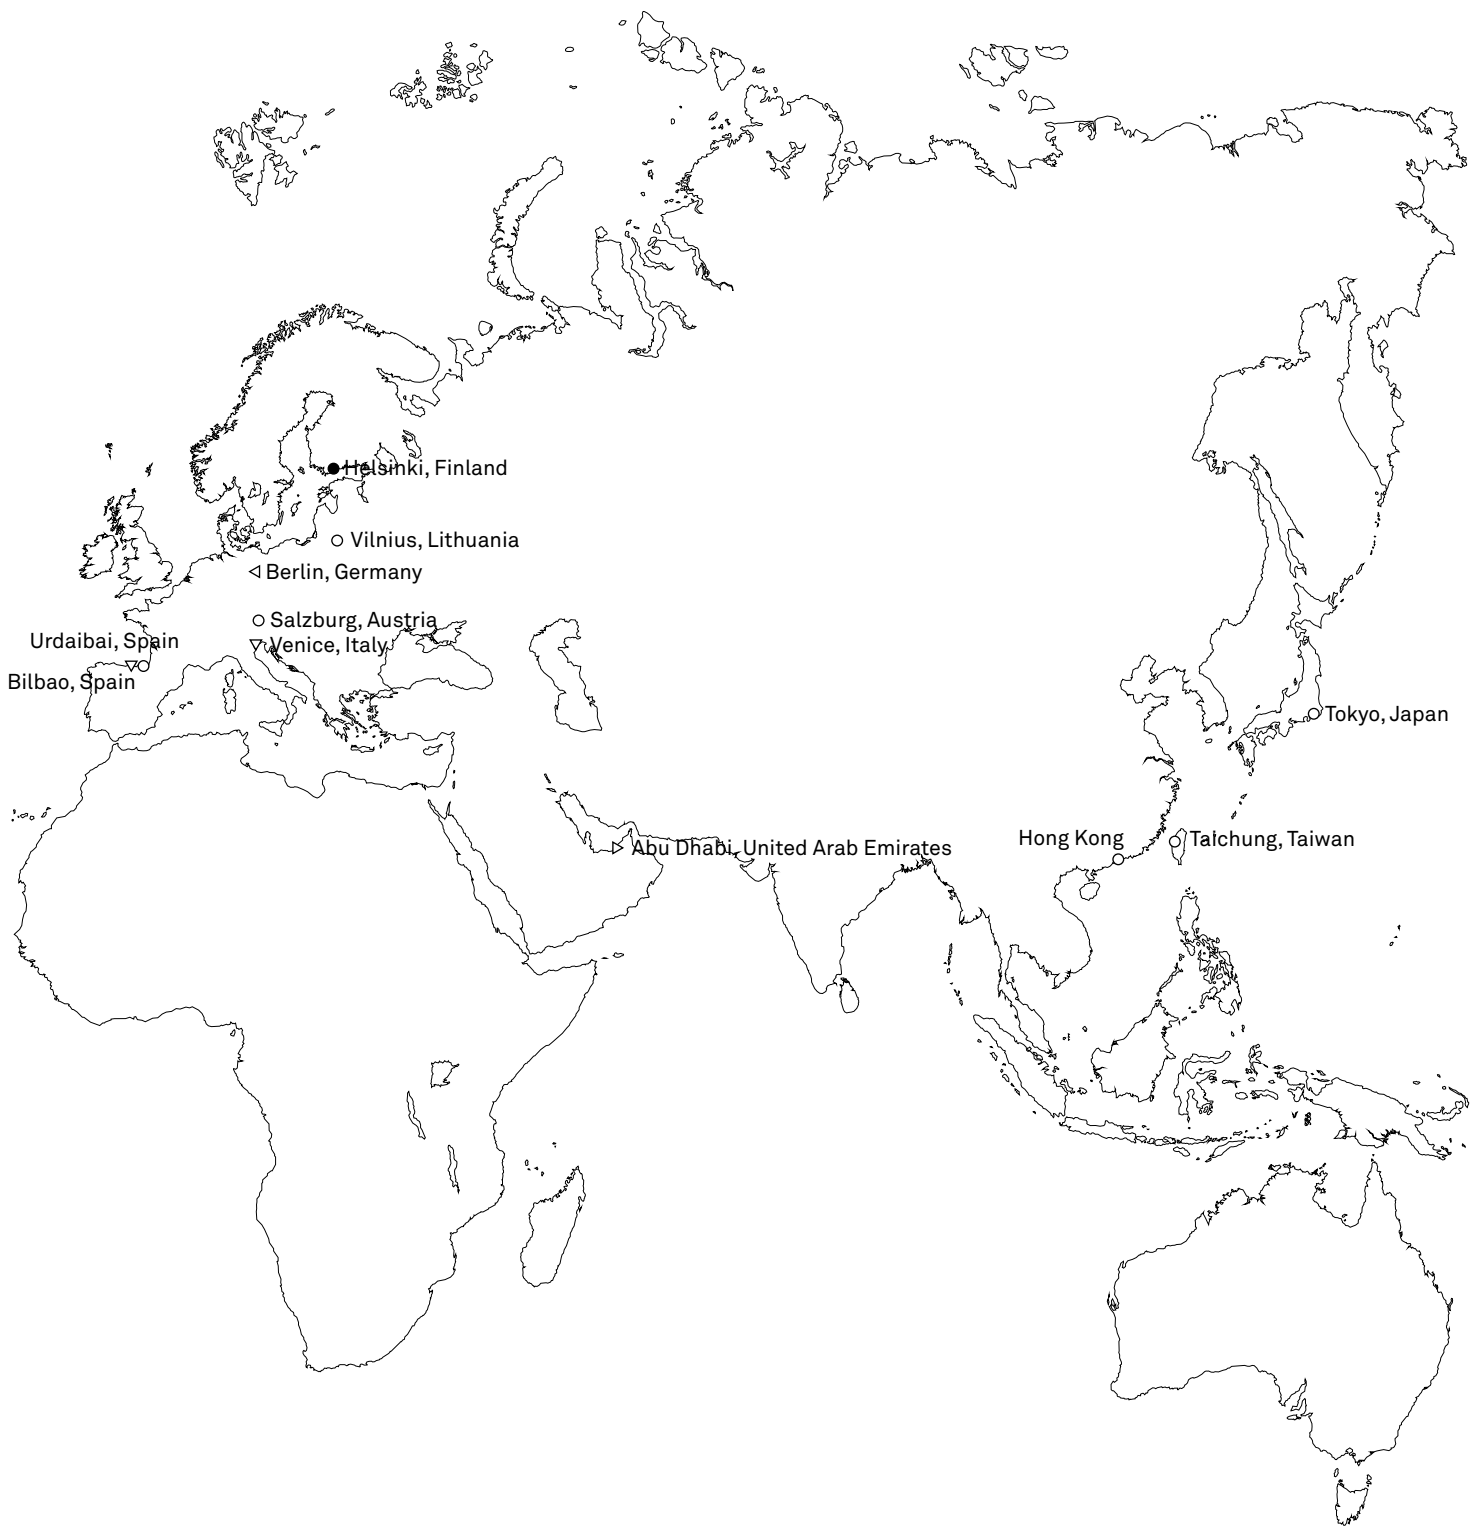 Helsinki, Finland
Vilnius, Lithuania
Berlin, Germany
Salzburg, Austria
Urdaibai, Spain
Venice, Italy
Bilbao, Spain
Tokyo, Japan
Hong Kong
Taichung, Taiwan
Abu Dhabi, United Arab Emirates